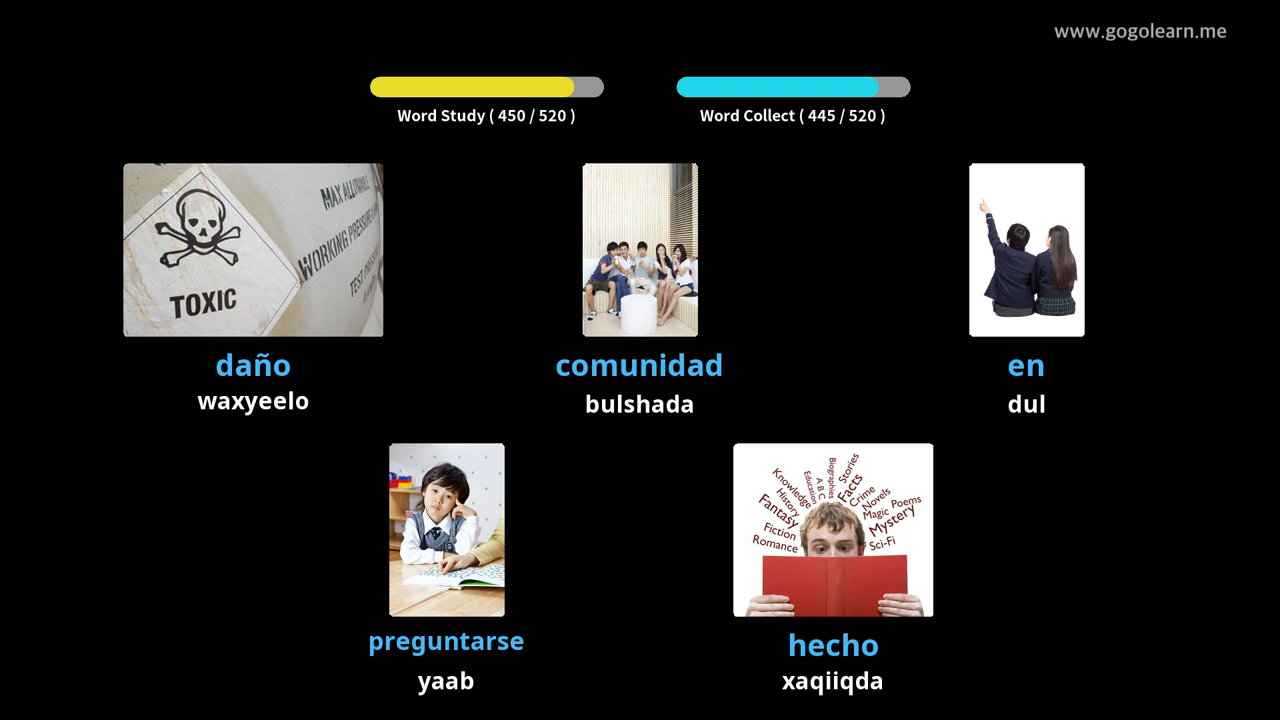 www.gogolearn.me
Word Study ( 450 / 520 )
Word Collect ( 445 / 520 )
TOXIC
MAX ALLOWABLE
WORKING PRESSURE
TEST
daño
waxyeelo
comunidad
bulshada
en
dul
Knowledge
History
Fantasy
Fiction
Romance
Education
A B C
Biographies
Stories
Facts
Crime
Novels
Magic
Poems
Mystery
Sci-Fi
preguntarse
yaab
hecho
xaqiiqda